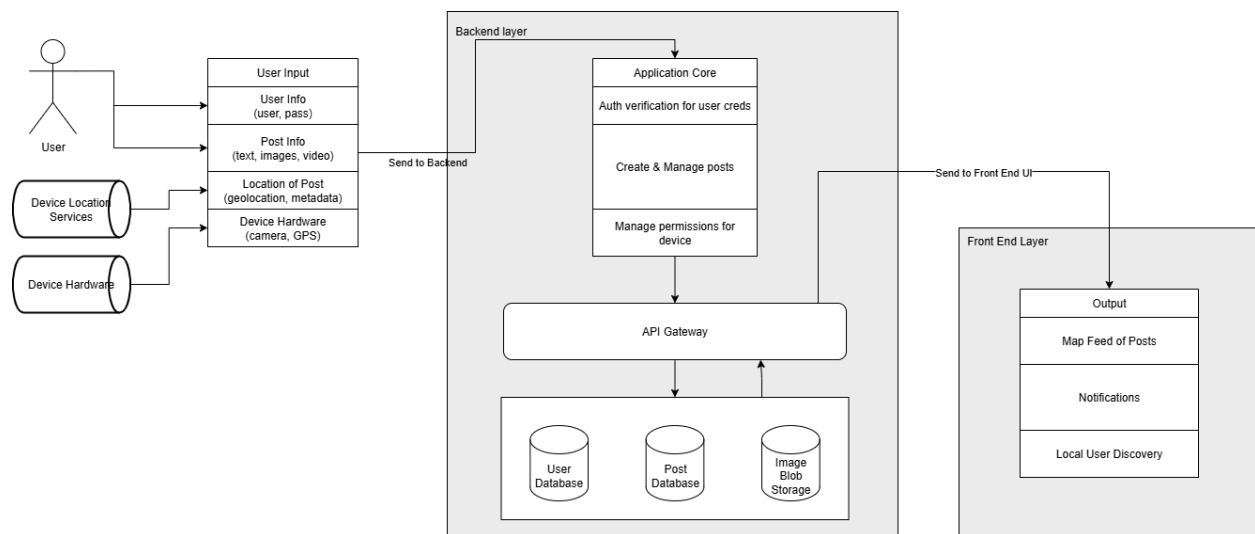 User
Device Location
Services
Device Hardware
User Input
User Info
(user, pass)
Post Info
(text, images, video)
Location of Post
(geolocation, metadata)
Device Hardware
(camera, GPS)
Send to Backend
Backend layer
Application Core
Auth verification for user creds
Create & Manage posts
Manage permissions for
device
API Gateway
User
Database
Post
Database
Image
Blob
Storage
Send to Front End UI
Front End Layer
Output
Map Feed of Posts
Notifications
Local User Discovery